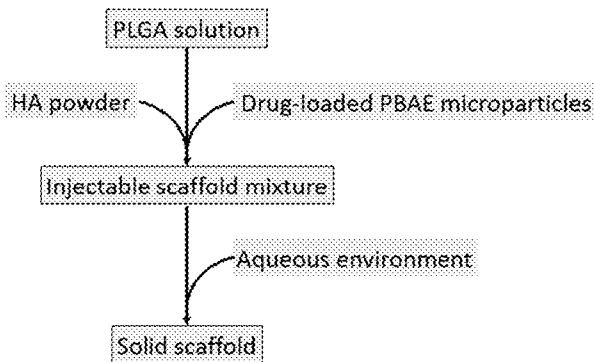 PLGA solution
HA powder
Drug-loaded PBAE microparticles
Injectable scaffold mixture
Aqueous environment
Solid scaffold